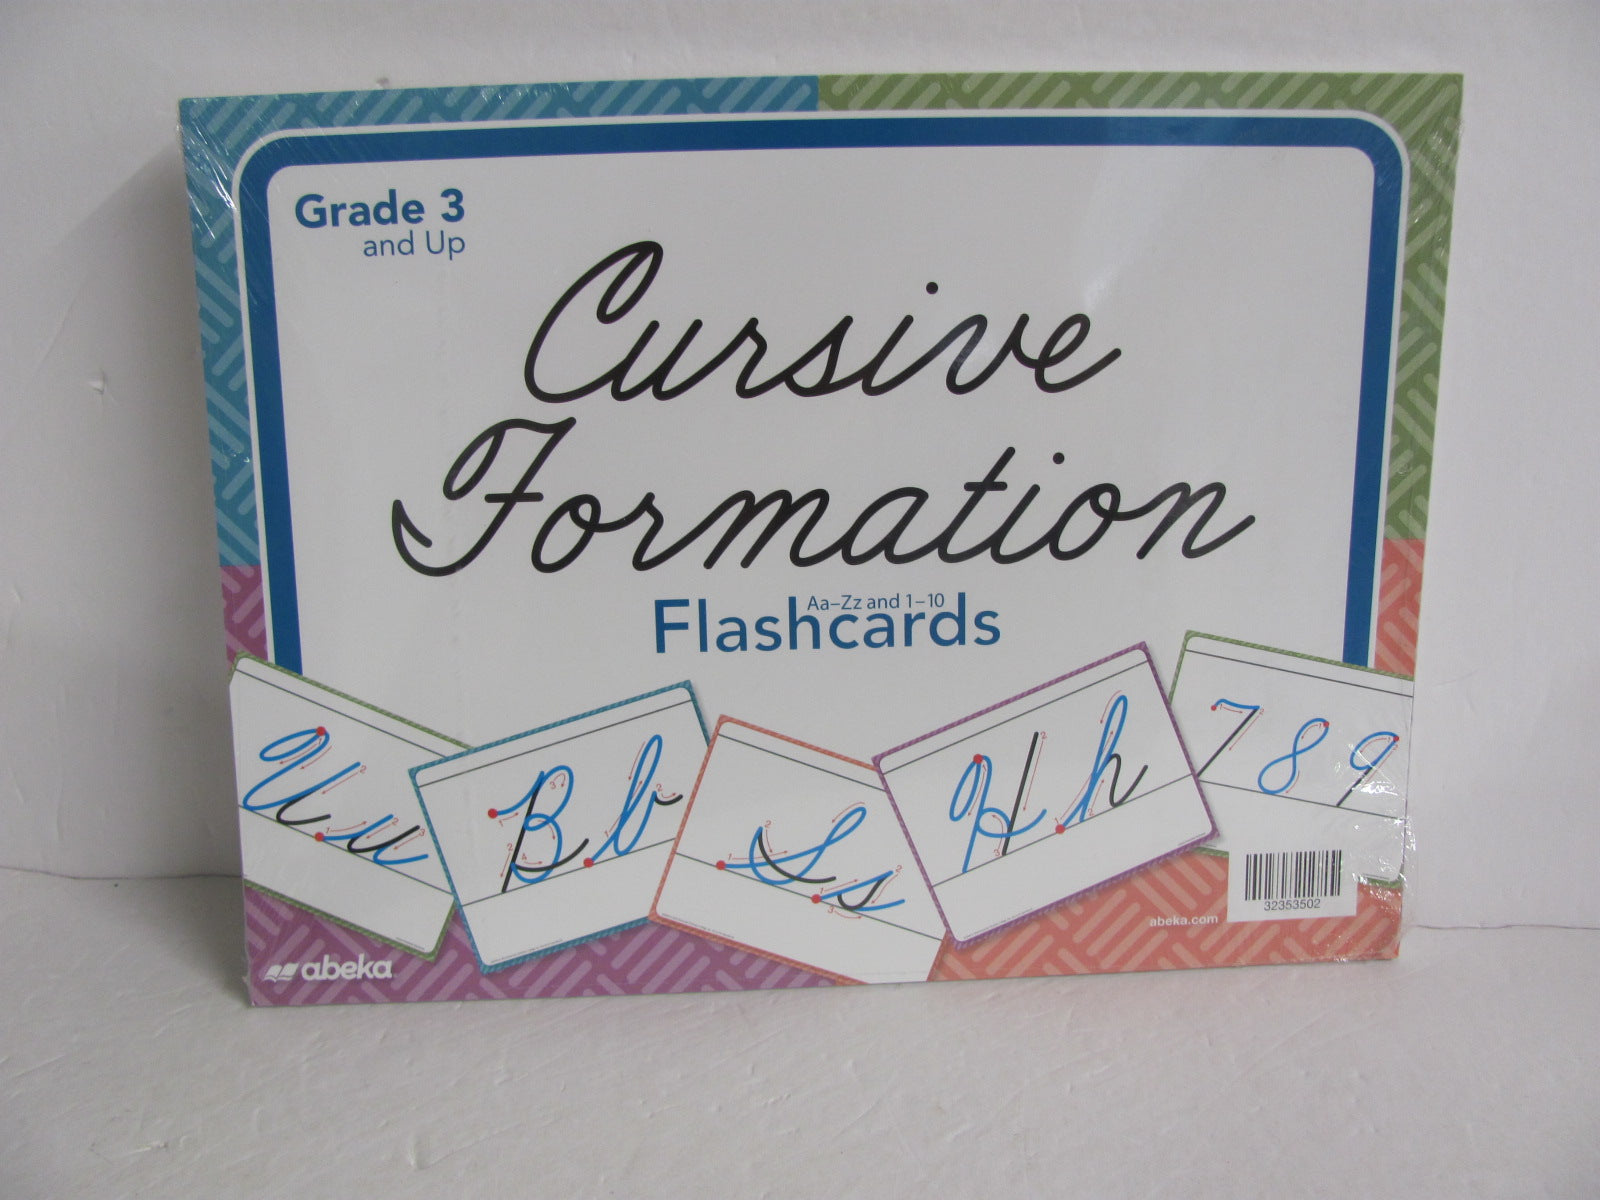 Grade 3
and Up
Cursive
Formation
Aa–Zz and 1–10
Flashcards
Uu
Bb
Ss
Hh
7 8 9
abeka
abeka.com
32353502